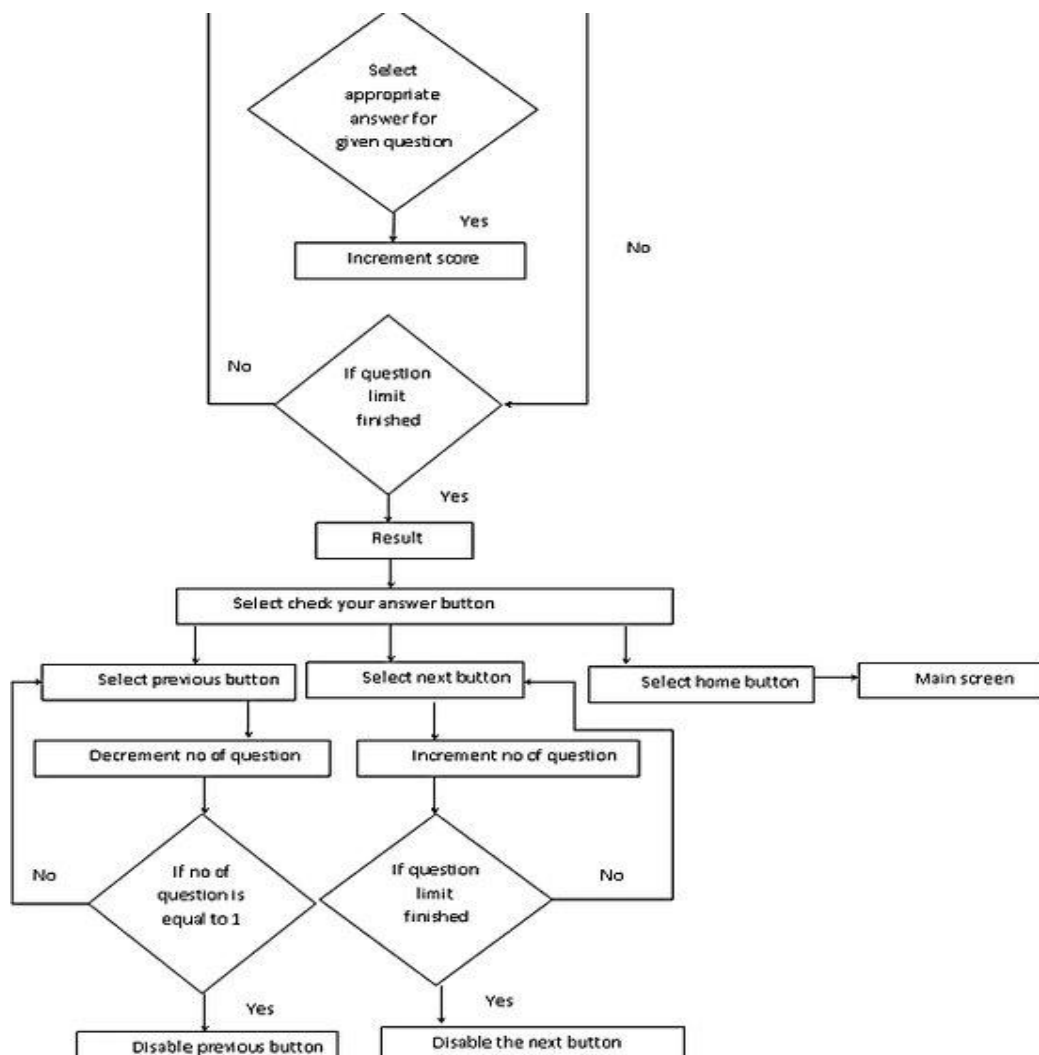 Select
appropriate
answer for
given question
Yes
Increment score
No
No
If question
limit
finished
Yes
Result
Select check your answer button
Select previous button
Select next button
Select home button
Main screen
Decrement no of question
Increment no of question
No
If no of
question is
equal to 1
If question
limit
finished
No
Yes
Yes
Disable previous button
Disable the next button